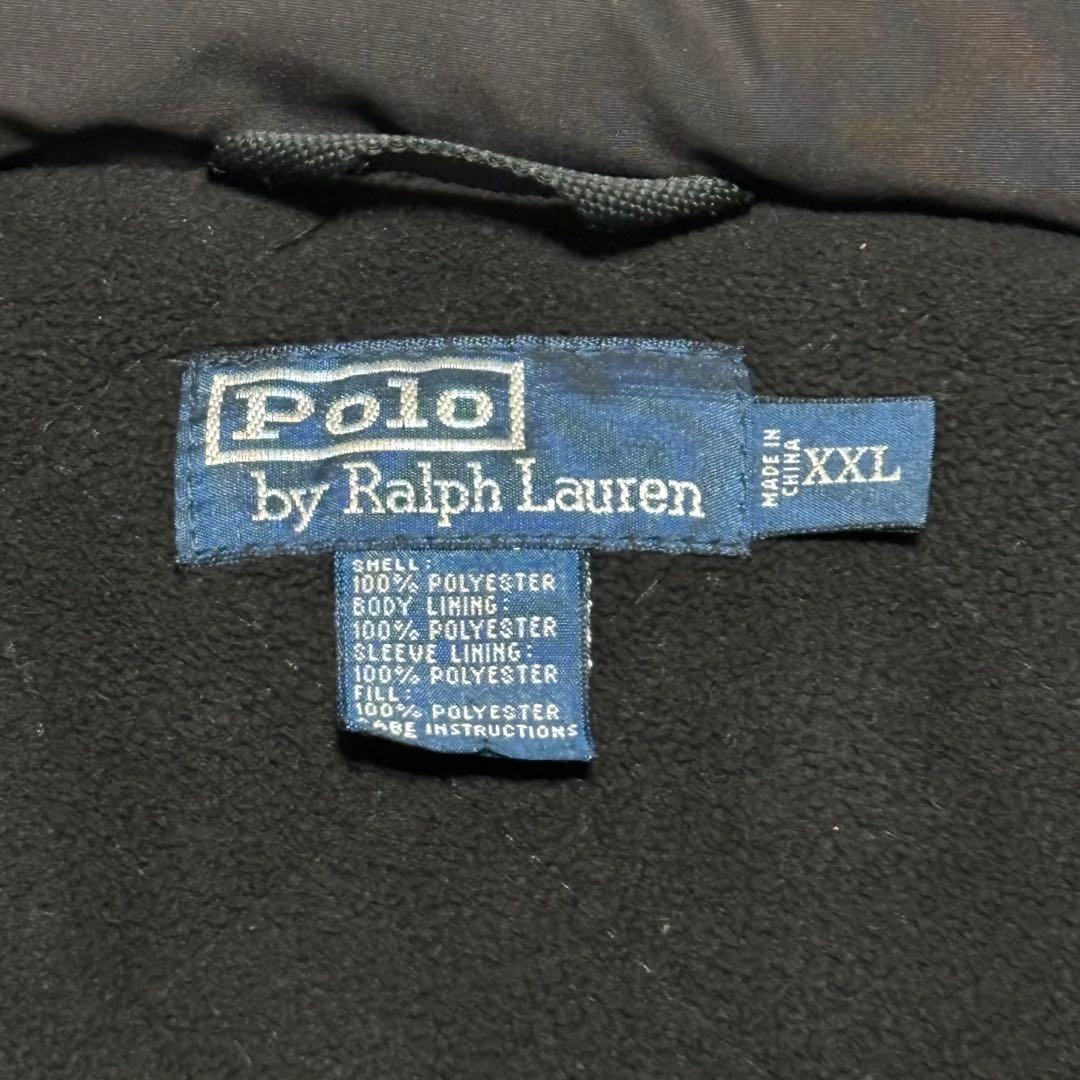 Polo
by Ralph Lauren
MADE IN
CHINA
XXL
SHELL:
100% POLYESTER
BODY LINING:
100% POLYESTER
SLEEVE LINING:
100% POLYESTER
FILL:
100% POLYESTER
CARE INSTRUCTIONS